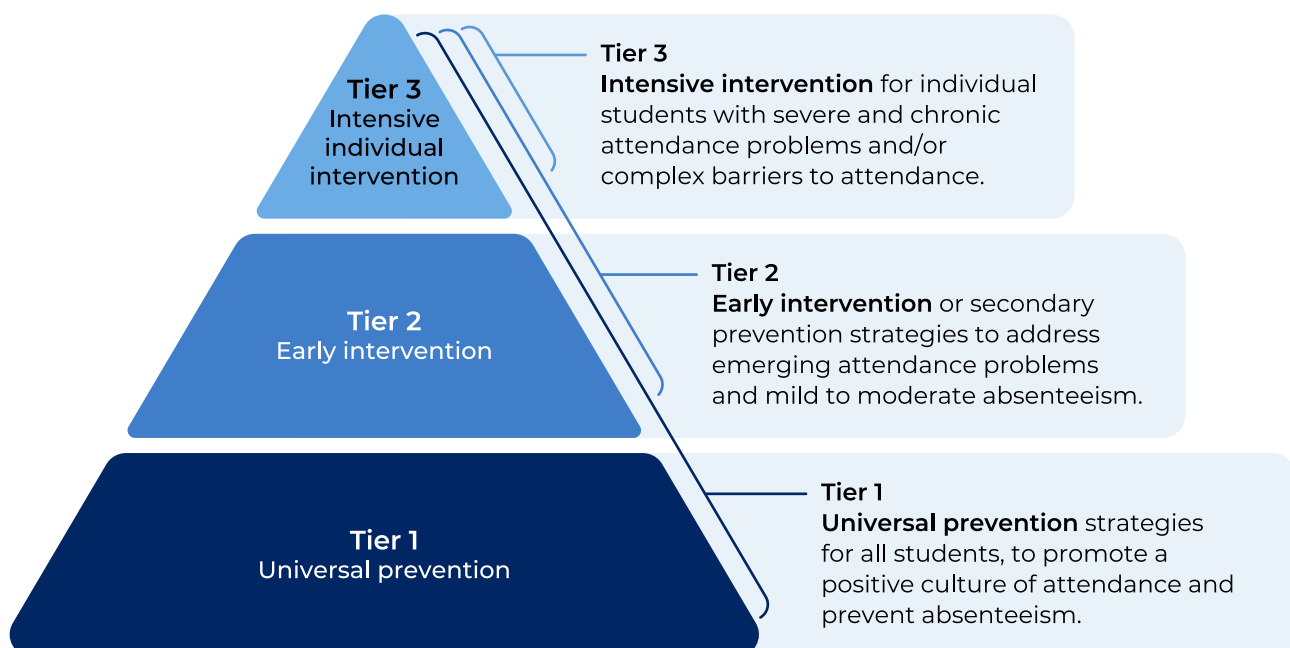 Tier 3
Intensive
individual
intervention
Tier 3
Intensive intervention for individual
students with severe and chronic
attendance problems and/or
complex barriers to attendance.
Tier 2
Early intervention
Tier 2
Early intervention or secondary
prevention strategies to address
emerging attendance problems
and mild to moderate absenteeism.
Tier 1
Universal prevention
Tier 1
Universal prevention strategies
for all students, to promote a
positive culture of attendance and
prevent absenteeism.